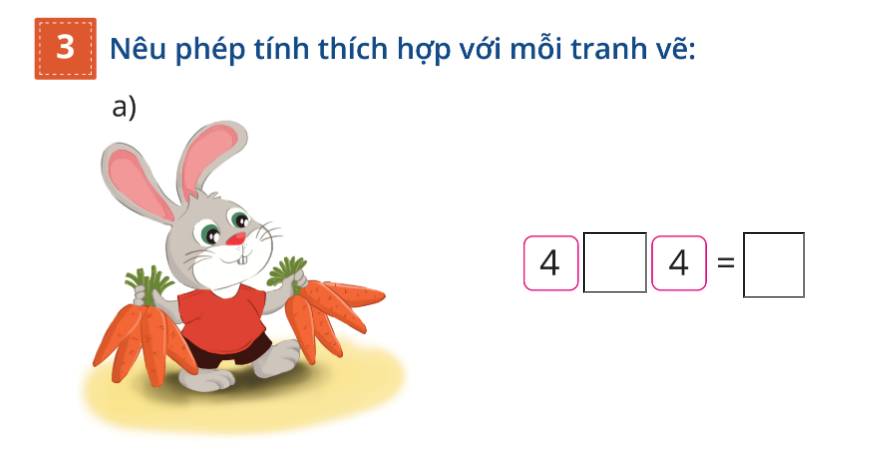 3 Nêu phép tính thích hợp với mỗi tranh vẽ:
a)
4 4 =